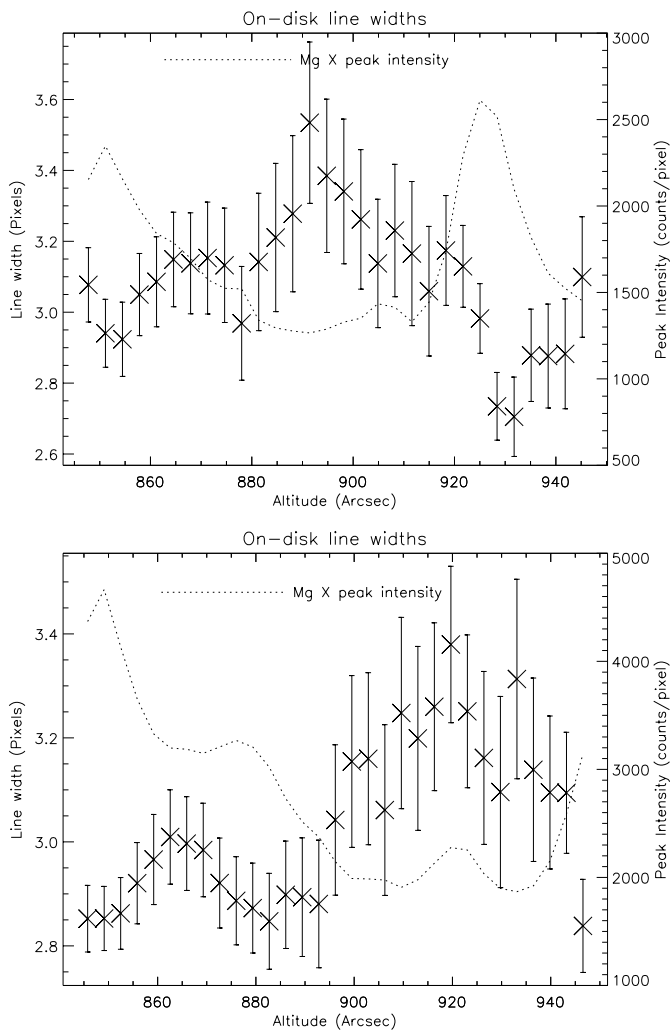 On-disk line widths
Mg X peak intensity
3.6
3.4
3.2
3.0
2.8
2.6
Line width (Pixels)
3000
2500
2000
1500
1000
500
Peak Intensity (counts/pixel)
860 880 900 920 940
Altitude (Arcsec)
On-disk line widths
Mg X peak intensity
3.4
3.2
3.0
2.8
Line width (Pixels)
5000
4000
3000
2000
1000
Peak Intensity (counts/pixel)
860 880 900 920 940
Altitude (Arcsec)